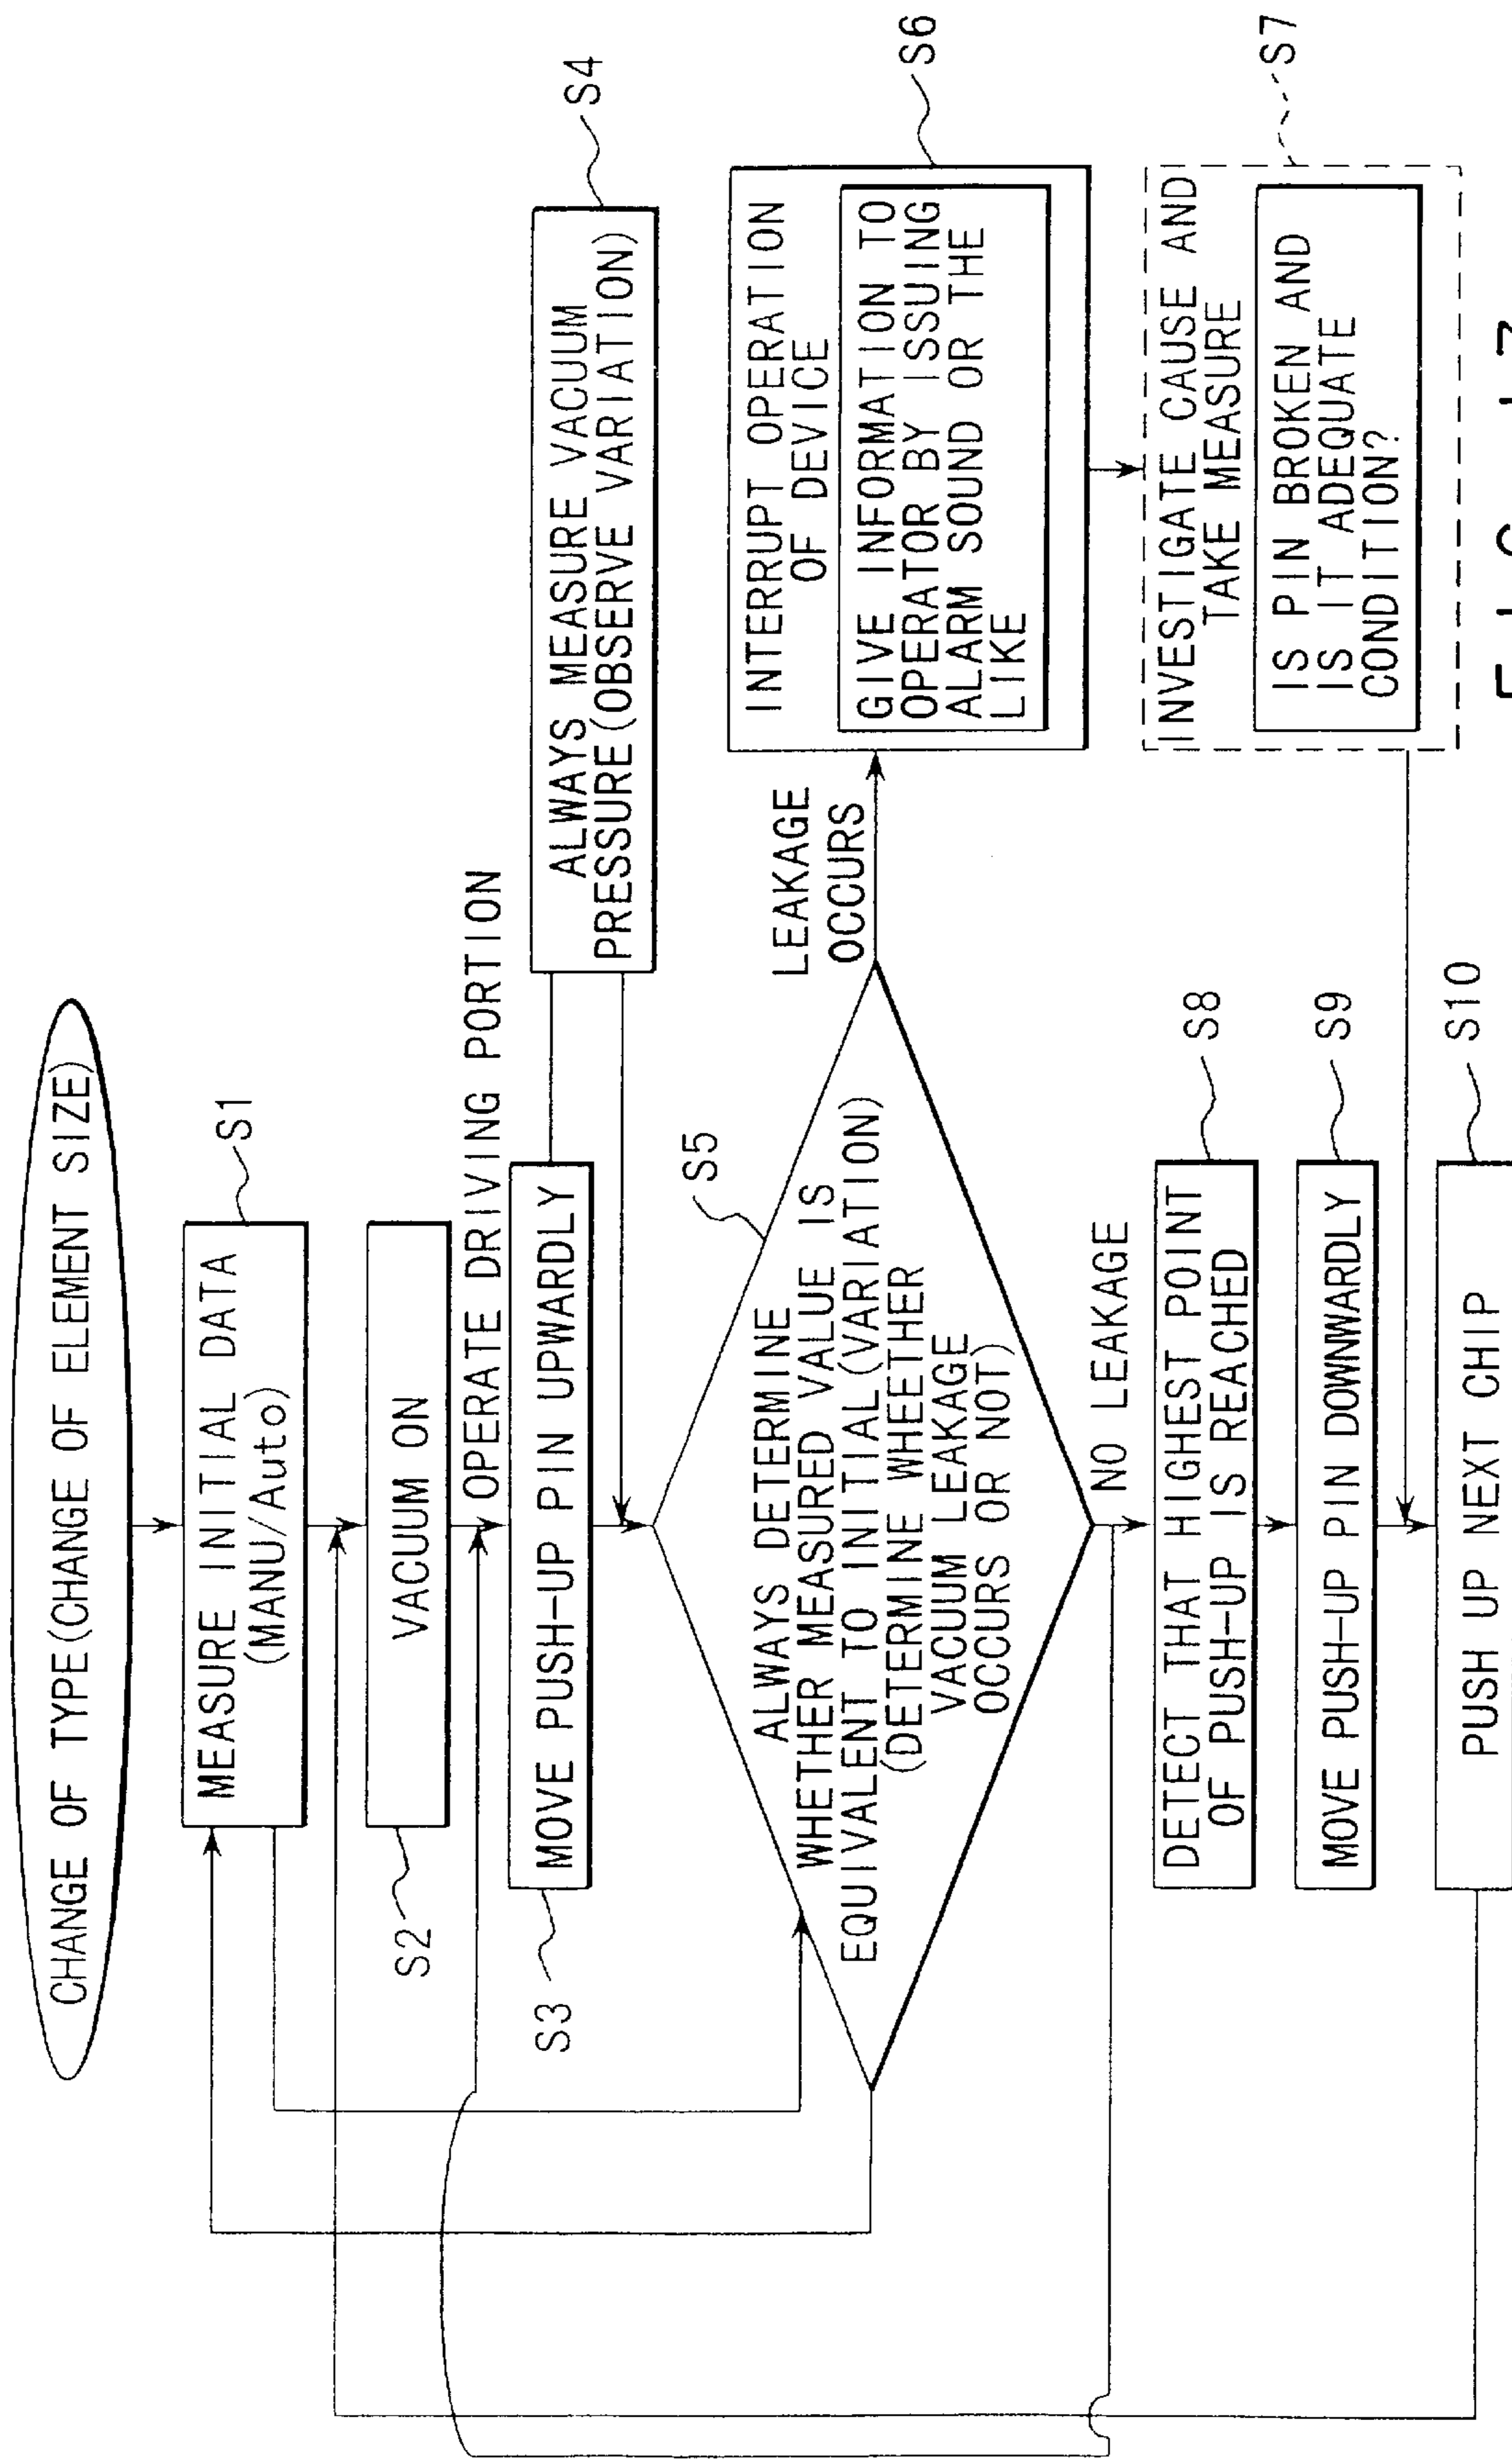 CHANGE OF TYPE(CHANGE OF ELEMENT SIZE)
MEASURE INITIAL DATA
(MANU/Auto)
S1
VACUUM ON
S2
OPERATE DRIVING PORTION
MOVE PUSH-UP PIN UPWARDLY
S3
ALWAYS MEASURE VACUUM
PRESSURE(OBSERVE VARIATION)
S4
ALWAYS DETERMINE
WHETHER MEASURED VALUE IS
EQUIVALENT TO INITIAL(VARIATION)
(DETERMINE WHEETHER
VACUUM LEAKAGE
OCCURS OR NOT)
S5
LEAKAGE
OCCURS
INTERRUPT OPERATION
OF DEVICE
GIVE INFORMATION TO
OPERATOR BY ISSUING
ALARM SOUND OR THE
LIKE
S6
INVESTIGATE CAUSE AND
TAKE MEASURE
IS PIN BROKEN AND
IS IT ADEQUATE
CONDITION?
S7
NO LEAKAGE
DETECT THAT HIGHEST POINT
OF PUSH-UP IS REACHED
S8
MOVE PUSH-UP PIN DOWNWARDLY
S9
PUSH UP NEXT CHIP
S10